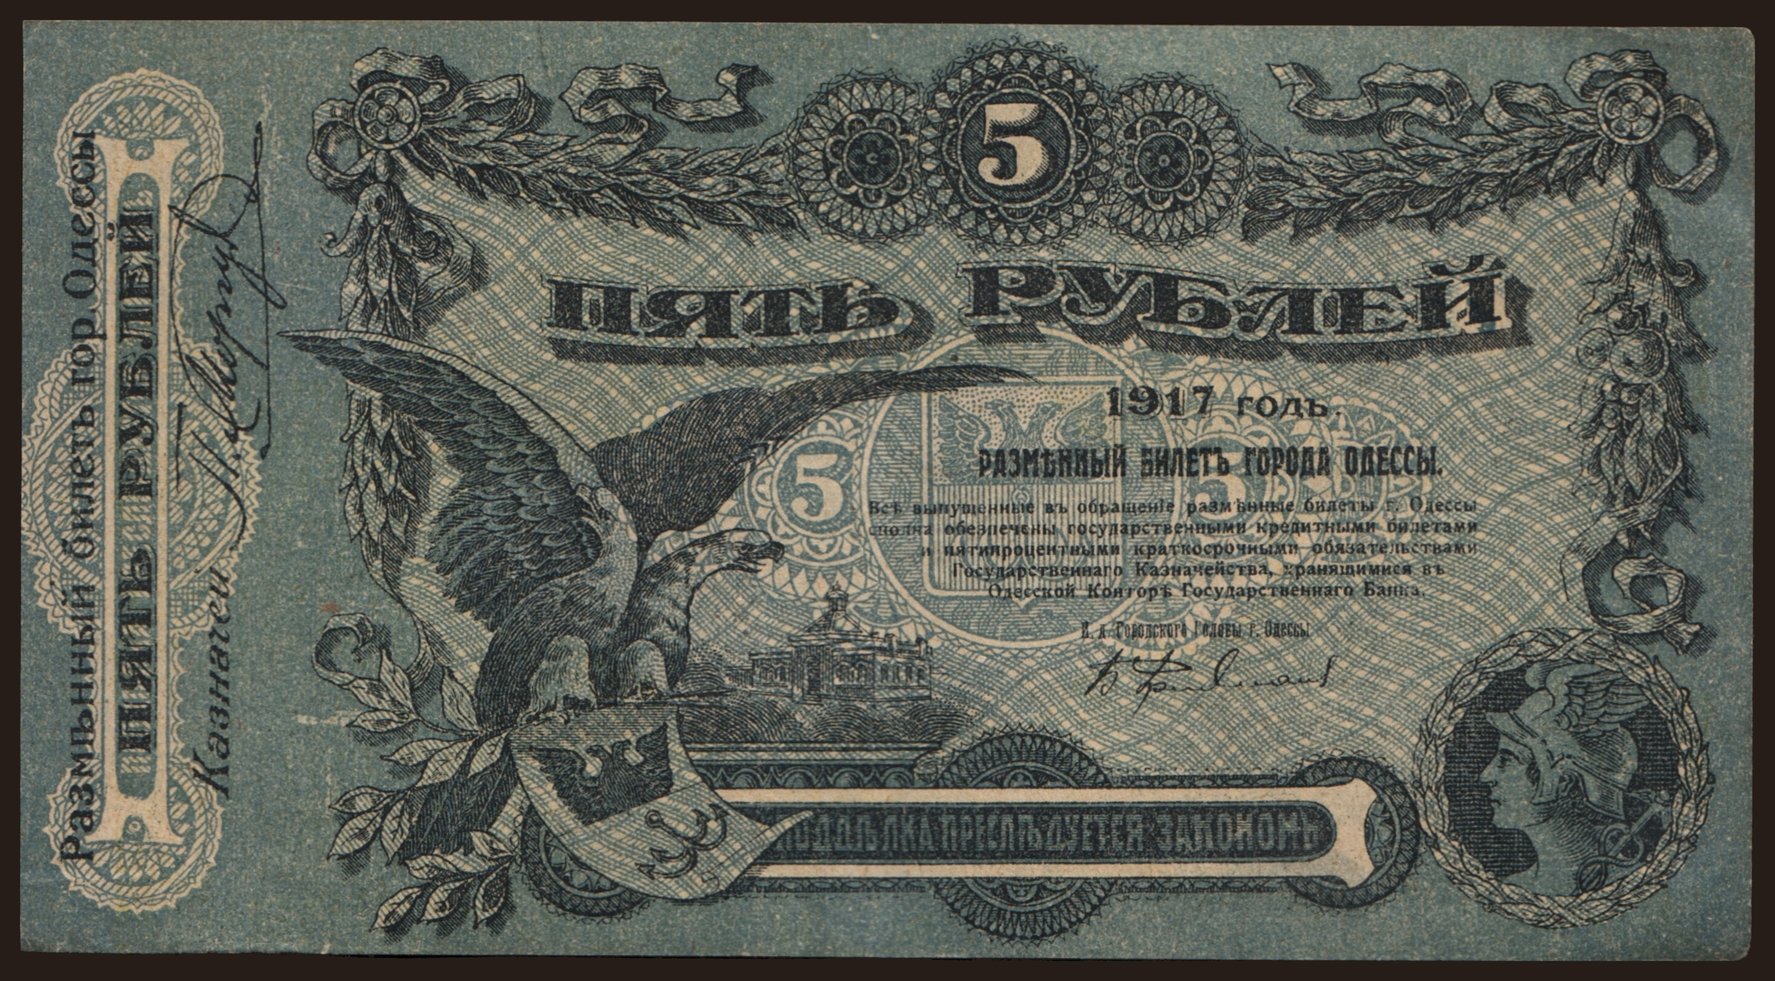 Размѣнный билетъ гор. Одессы
ПЯТЬ РУБЛЕЙ
Казначей
5
ПЯТЬ РУБЛЕЙ
1917 годъ.
5 5
РАЗМѢННЫЙ БИЛЕТЪ ГОРОДА ОДЕССЫ.
Всѣ выпущенные въ обращеніе размѣнные билеты г. Одессы
сполна обезпечены государственными кредитными билетами
и пятипроцентными краткосрочными обязательствами
Государственнаго Казначейства, хранящимися въ
Одесской Конторѣ Государственнаго Банка.
И. д. Городского Головы г. Одессы
ПОДДѢЛКА ПРЕСЛѢДУЕТСЯ ЗАКОНОМЪ